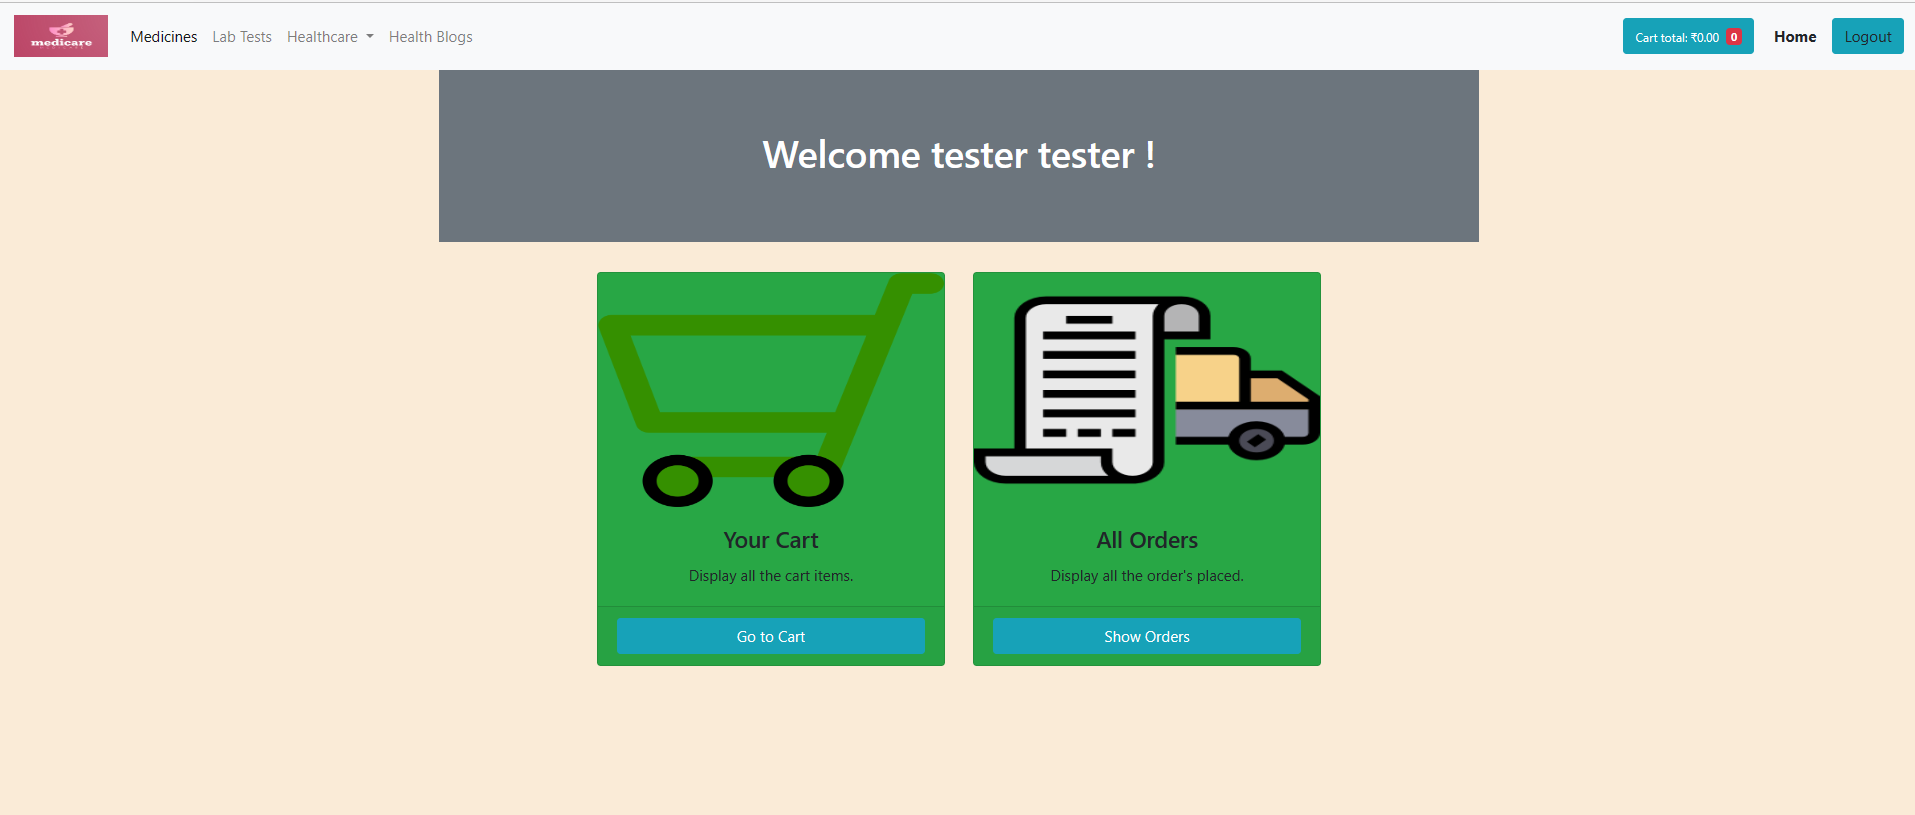 medicare
Medicines Lab Tests Healthcare Health Blogs Cart total: ₹0.00 0 Home Logout
Welcome tester tester !
Your Cart
Display all the cart items.
Go to Cart
All Orders
Display all the order's placed.
Show Orders